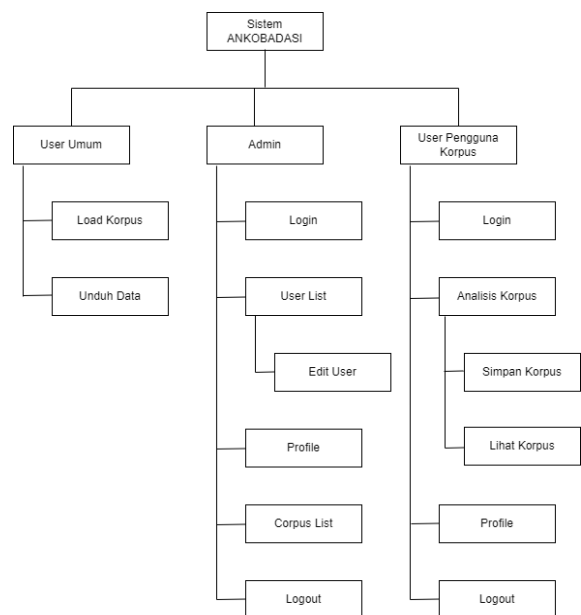 Sistem
ANKOBADASI
User Umum
Admin
User Pengguna
Korpus
Load Korpus
Unduh Data
Login
User List
Edit User
Profile
Corpus List
Logout
Login
Analisis Korpus
Simpan Korpus
Lihat Korpus
Profile
Logout